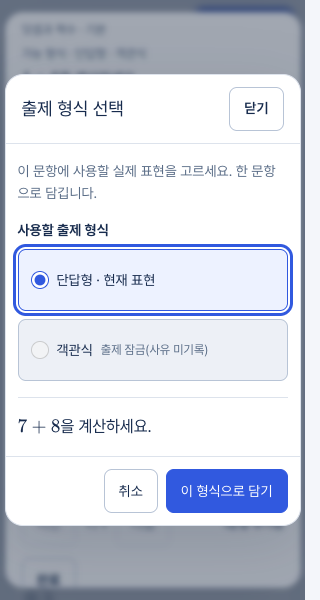 출제 형식 선택
닫기
이 문항에 사용할 실제 표현을 고르세요. 한 문항
으로 담깁니다.
사용할 출제 형식
단답형 · 현재 표현
객관식 출제 잠금(사유 미기록)
7 + 8을 계산하세요.
취소
이 형식으로 담기